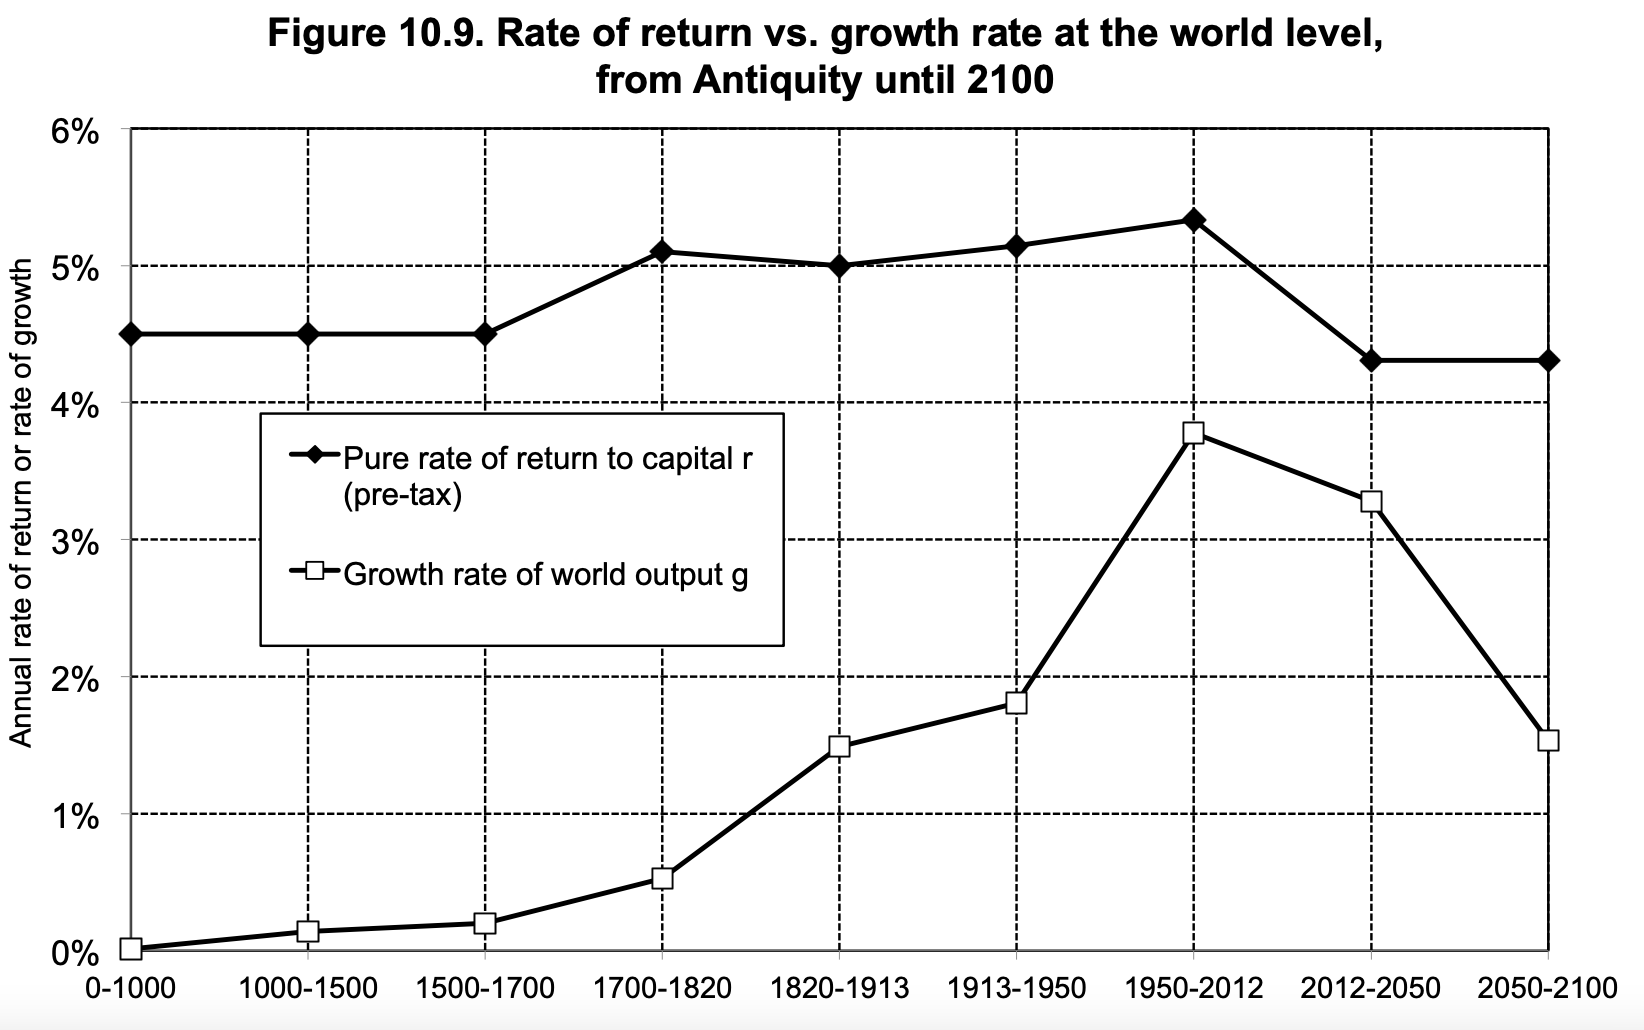 Figure 10.9. Rate of return vs. growth rate at the world level,
from Antiquity until 2100
Annual rate of return or rate of growth
6%
5%
4%
3%
2%
1%
0%
Pure rate of return to capital r
(pre-tax)
Growth rate of world output g
0-1000 1000-1500 1500-1700 1700-1820 1820-1913 1913-1950 1950-2012 2012-2050 2050-2100